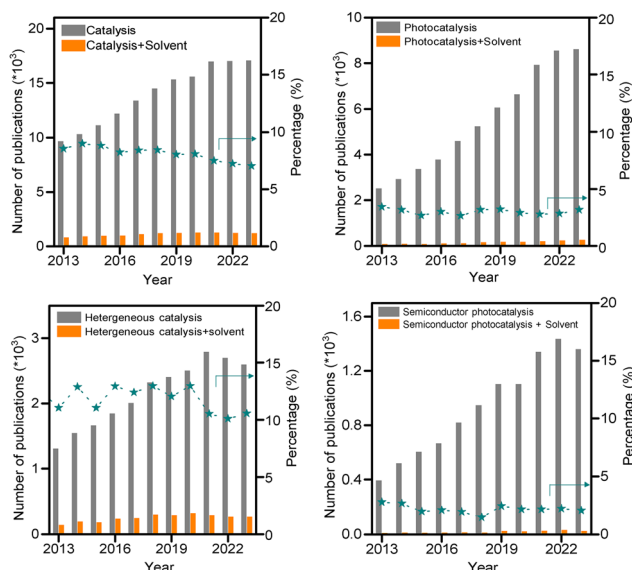 Catalysis
Catalysis+Solvent
Number of publications (*10³)
20
15
10
5
0
2013 2016 2019 2022
Year
20
15
10
5
0
Percentage (%)
Photocatalysis
Photocatalysis+Solvent
Number of publications (*10³)
10
8
6
4
2
0
2013 2016 2019 2022
Year
20
15
10
5
0
Percentage (%)
Hetergeneous catalysis
Hetergeneous catalysis+solvent
Number of publications (*10³)
3
2
1
0
2013 2016 2019 2022
Year
20
15
10
5
0
Percentage (%)
Semiconductor photocatalysis
Semiconductor photocatalysis + Solvent
Number of publications (*10³)
1.6
1.2
0.8
0.4
0.0
2013 2016 2019 2022
Year
20
15
10
5
0
Percentage (%)